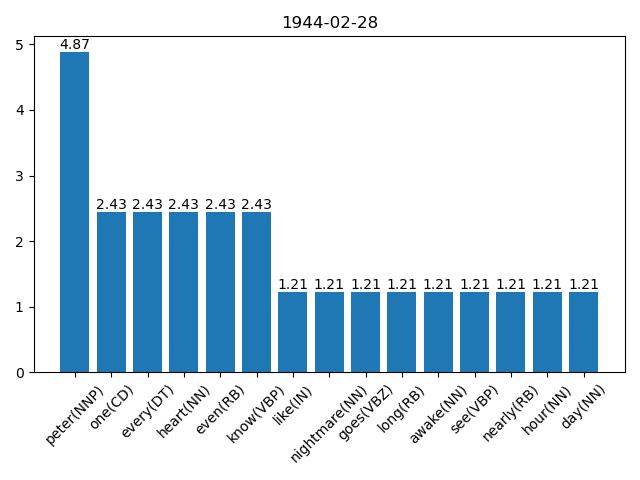 1944-02-28
5
4
3
2
1
0
4.87
2.43 2.43 2.43 2.43 2.43
1.21 1.21 1.21 1.21 1.21 1.21 1.21 1.21 1.21
peter(NNP)
one(CD)
every(DT)
heart(NN)
even(RB)
know(VBP)
like(IN)
nightmare(NN)
goes(VBZ)
long(RB)
awake(NN)
see(VBP)
nearly(RB)
hour(NN)
day(NN)